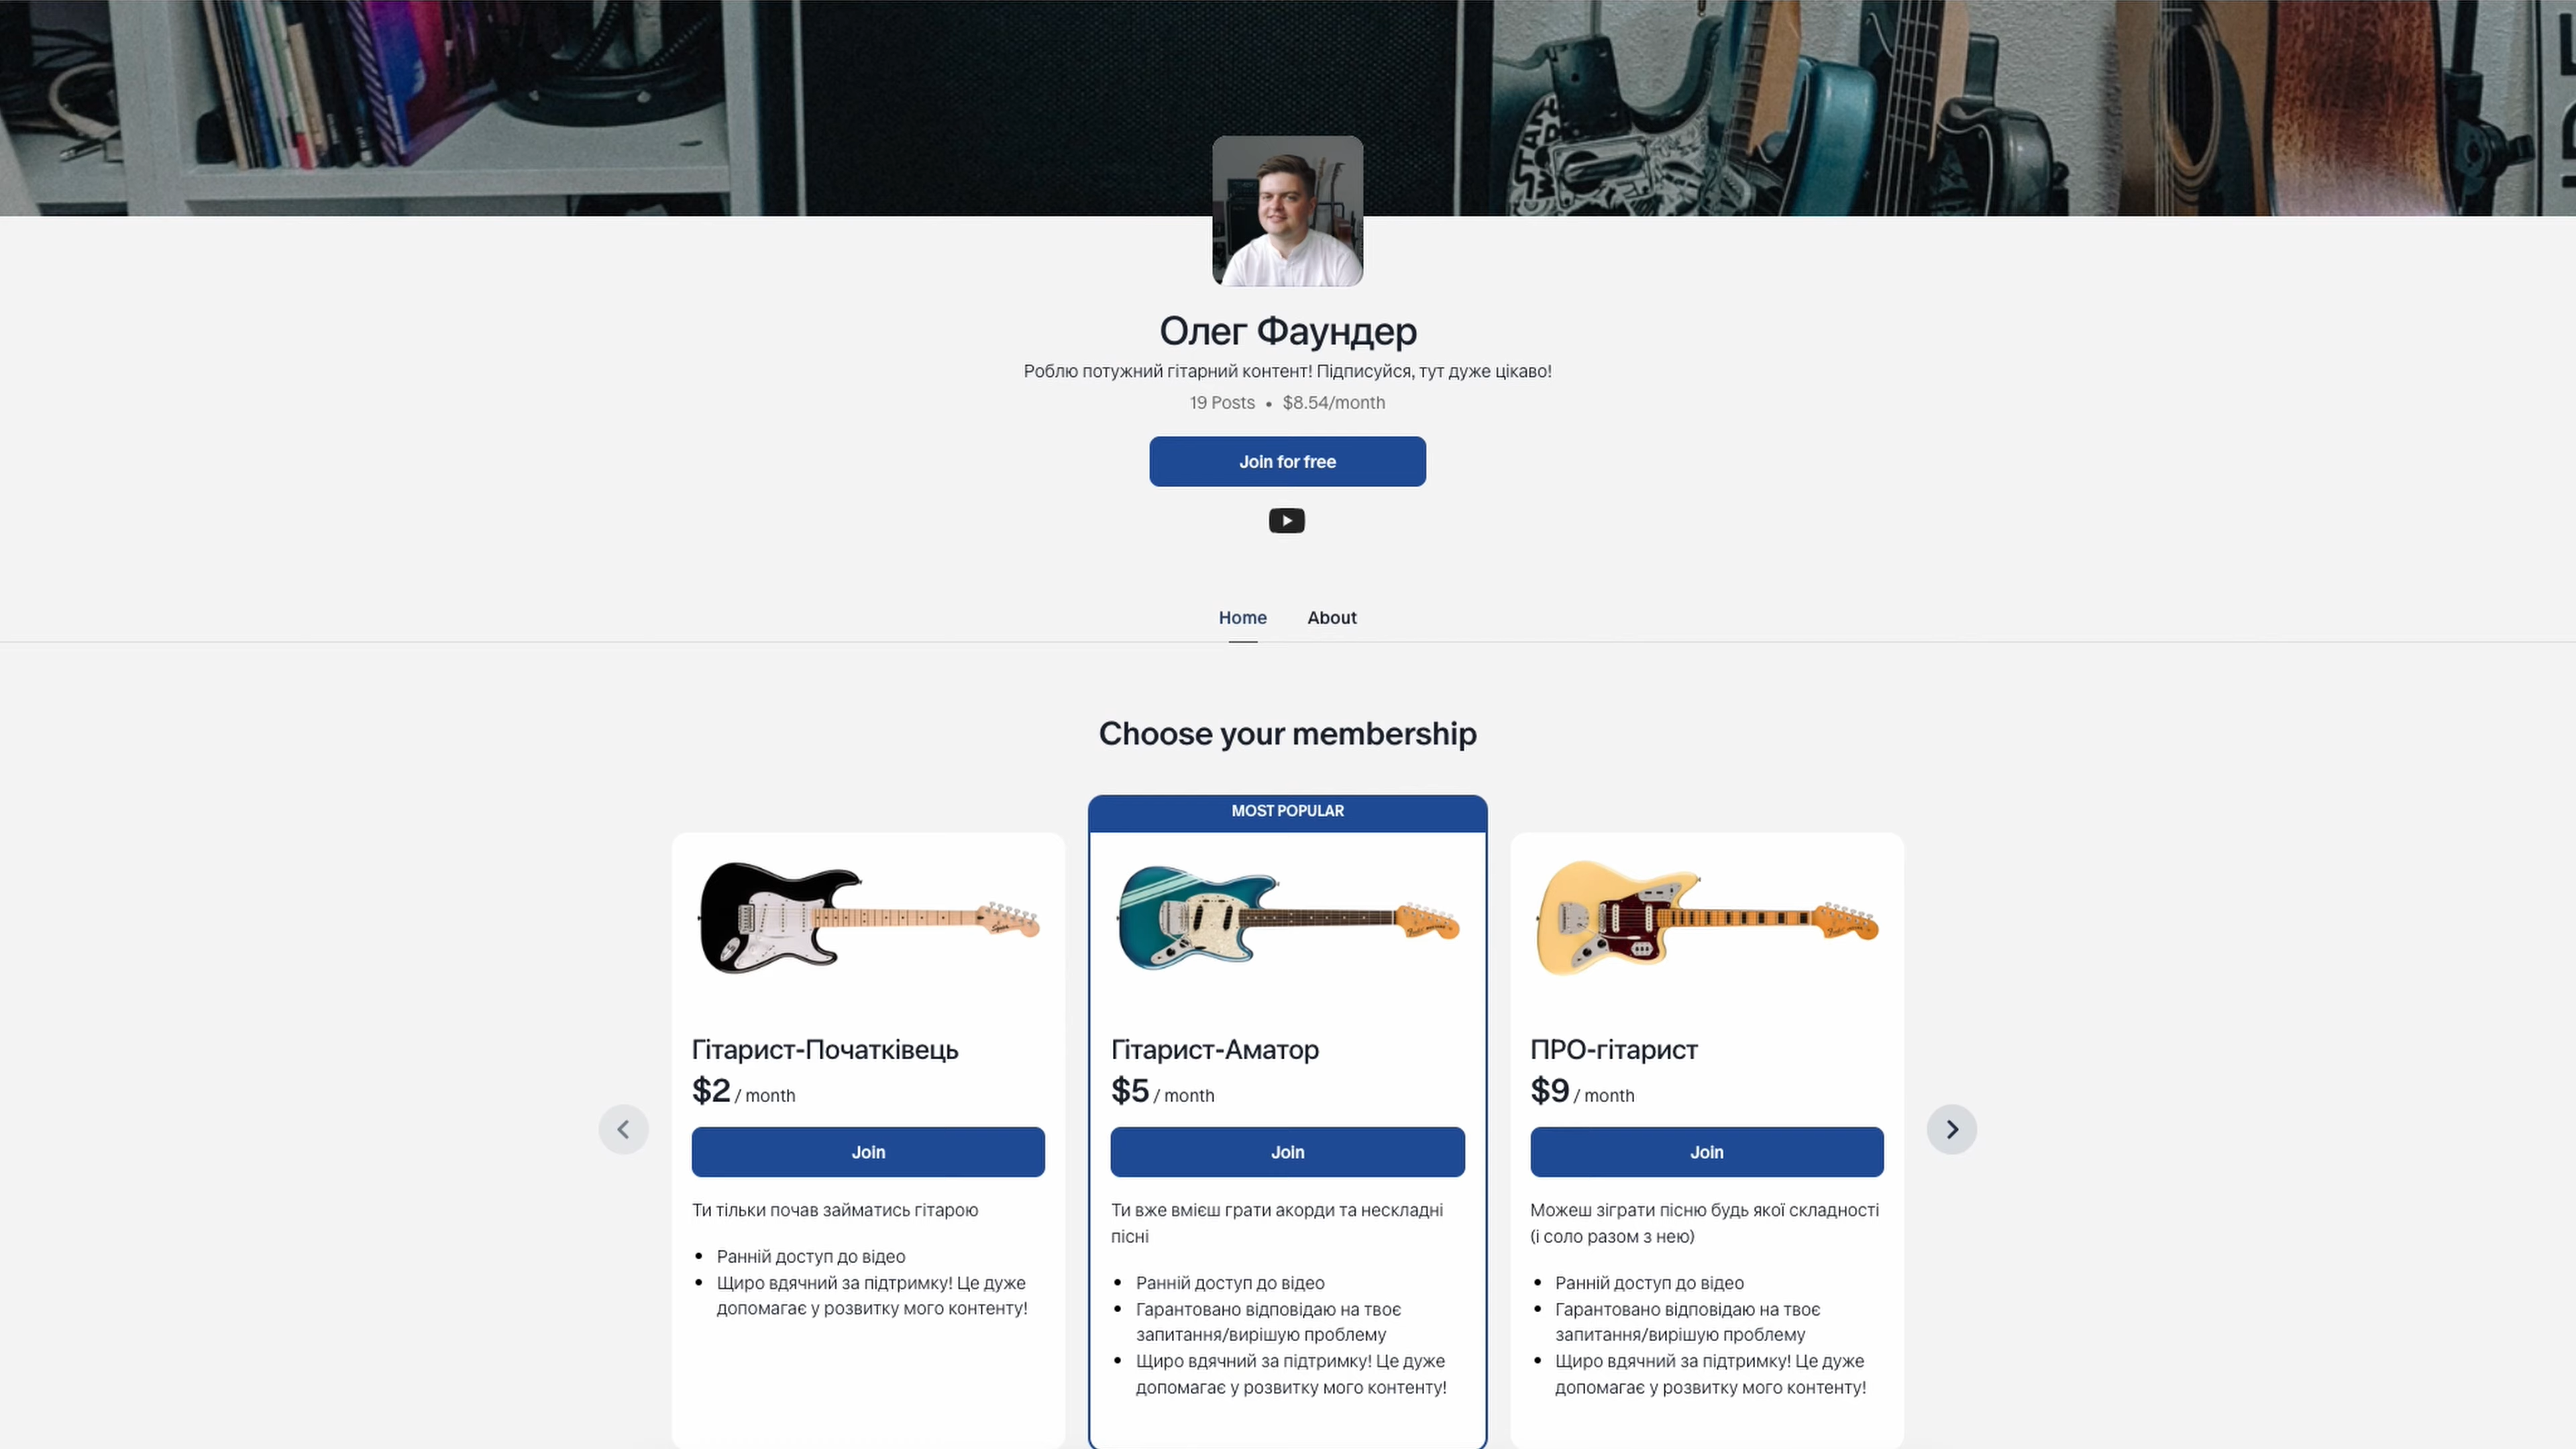 Олег Фаундер
Роблю потужний гітарний контент! Підписуйся, тут дуже цікаво!
19 Posts • $8.54/month
Join for free
Home About
Choose your membership
MOST POPULAR
Гітарист-Початківець
$2 / month
Join
Ти тільки почав займатись гітарою
• Ранній доступ до відео
• Щиро вдячний за підтримку! Це дуже
допомагає у розвитку мого контенту!
Гітарист-Аматор
$5 / month
Join
Ти вже вмієш грати акорди та нескладні
пісні
• Ранній доступ до відео
• Гарантовано відповідаю на твоє
запитання/вирішую проблему
• Щиро вдячний за підтримку! Це дуже
допомагає у розвитку мого контенту!
ПРО-гітарист
$9 / month
Join
Можеш зіграти пісню будь якої складності
(і соло разом з нею)
• Ранній доступ до відео
• Гарантовано відповідаю на твоє
запитання/вирішую проблему
• Щиро вдячний за підтримку! Це дуже
допомагає у розвитку мого контенту!